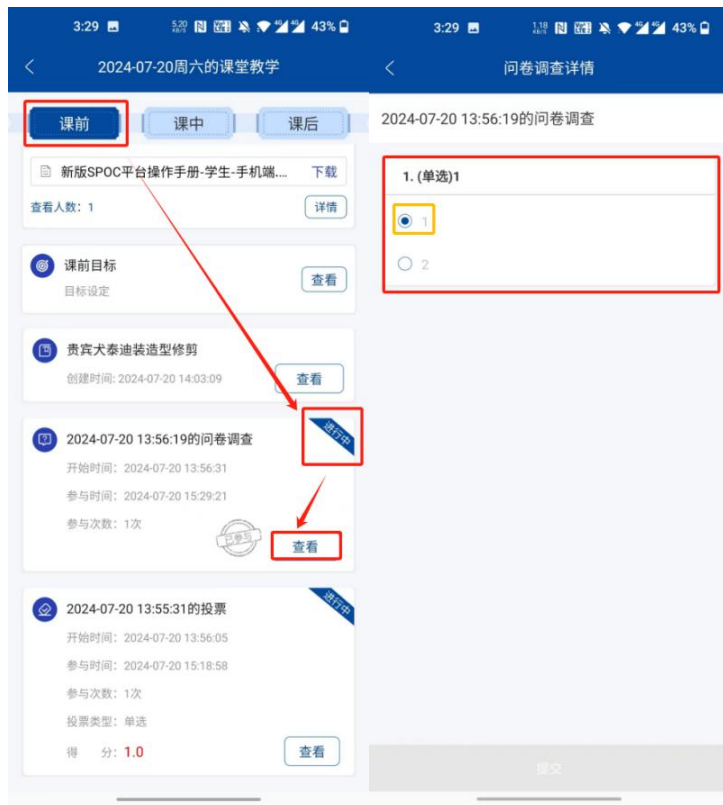 3:29 5.20 KB/S 43%
2024-07-20周六的课堂教学
课前 课中 课后
新版SPOC平台操作手册-学生-手机端.... 下载
查看人数：1 详情
课前目标
目标设定
查看
贵宾犬泰迪装造型修剪
创建时间: 2024-07-20 14:03:09 查看
进行中
2024-07-20 13:56:19的问卷调查
开始时间：2024-07-20 13:56:31
参与时间：2024-07-20 15:29:21
参与次数：1次
已参与
查看
进行中
2024-07-20 13:55:31的投票
开始时间：2024-07-20 13:56:05
参与时间：2024-07-20 15:18:58
参与次数：1次
投票类型：单选
得 分：1.0 查看
3:29 1.18 KB/S 43%
问卷调查详情
2024-07-20 13:56:19的问卷调查
1. (单选)1
1
2
提交